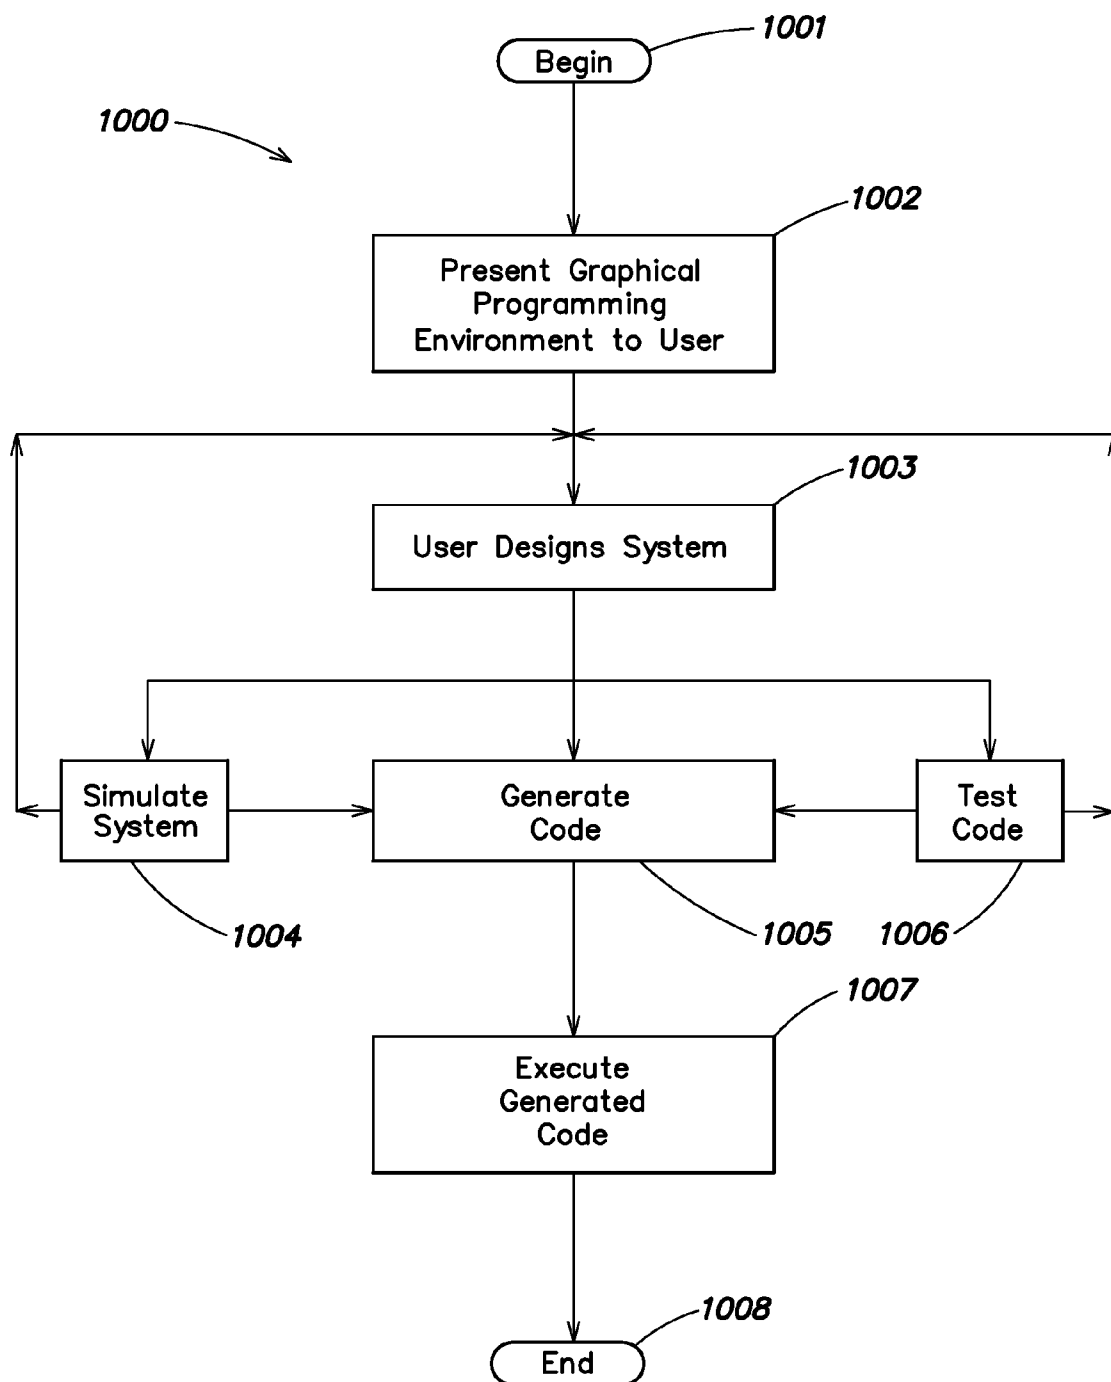 1001
Begin
1000
1002
Present Graphical
Programming
Environment to User
1003
User Designs System
Simulate
System
Generate
Code
Test
Code
1004
1005
1006
1007
Execute
Generated
Code
1008
End